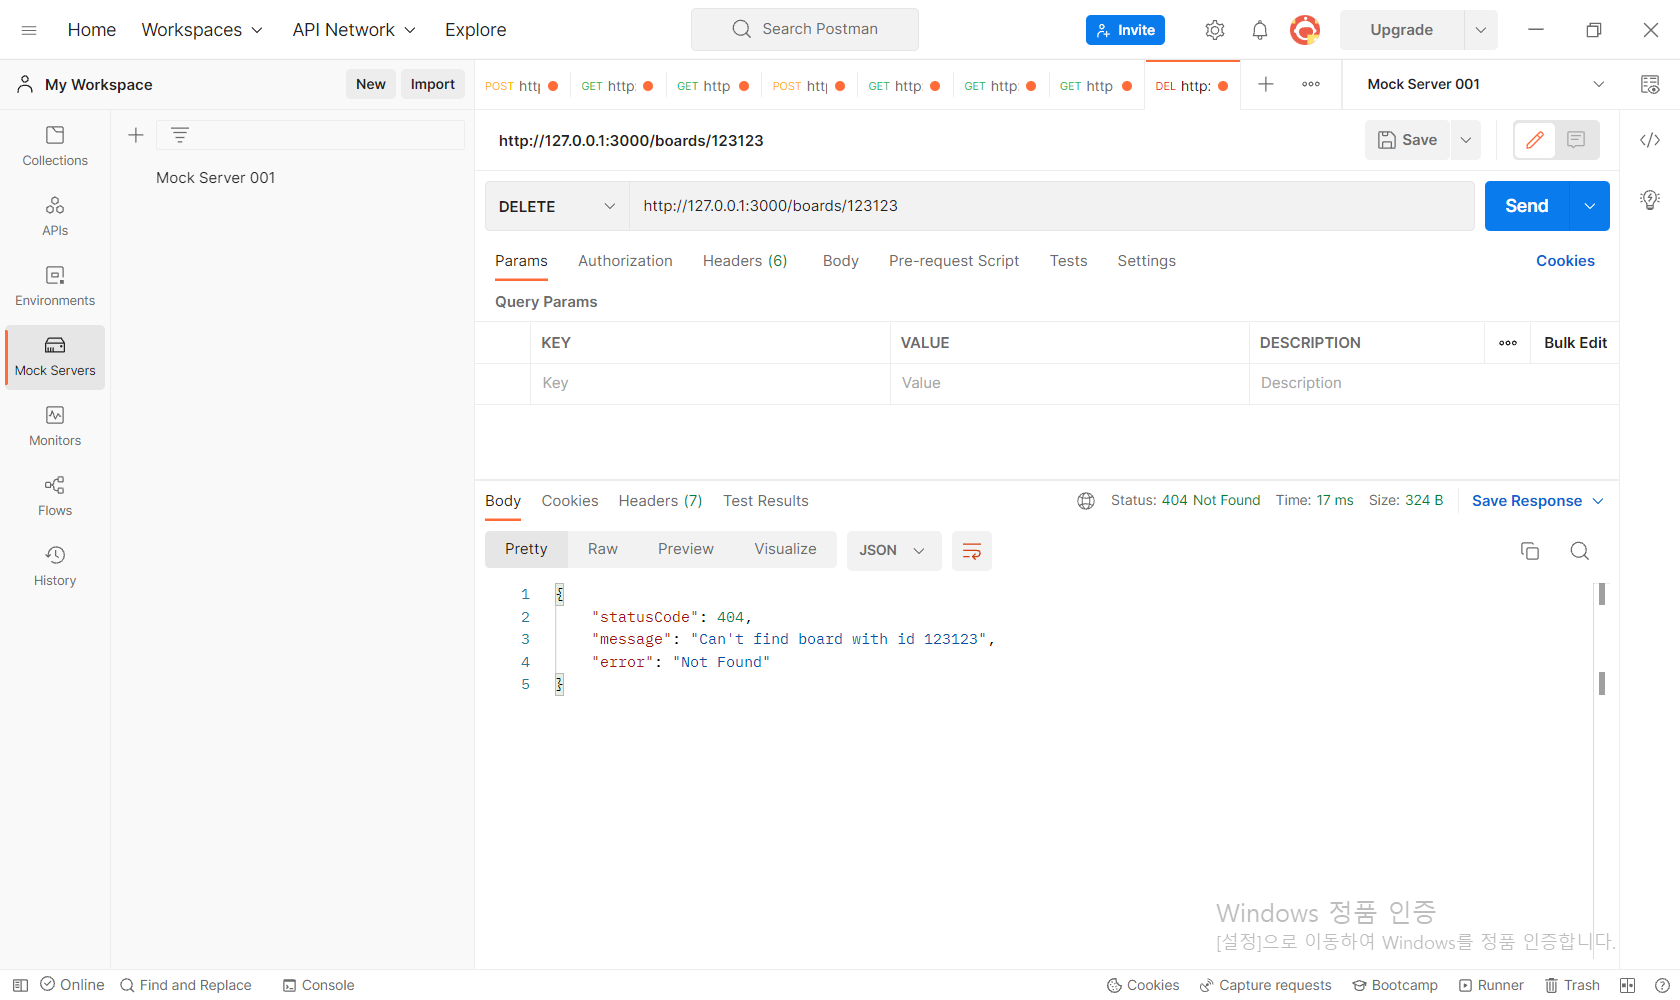 Home Workspaces API Network Explore Search Postman Invite Upgrade
My Workspace New Import POST http GET http: GET http POST http GET http GET http: GET http DEL http: Mock Server 001
Collections
APIs
Environments
Mock Servers
Monitors
Flows
History
Mock Server 001
http://127.0.0.1:3000/boards/123123 Save
DELETE http://127.0.0.1:3000/boards/123123 Send
Params Authorization Headers (6) Body Pre-request Script Tests Settings Cookies
Query Params
KEY VALUE DESCRIPTION Bulk Edit
Key Value Description
Body Cookies Headers (7) Test Results Status: 404 Not Found Time: 17 ms Size: 324 B Save Response
Pretty Raw Preview Visualize JSON
1 {
2 "statusCode": 404,
3 "message": "Can't find board with id 123123",
4 "error": "Not Found"
5 }
Windows 정품 인증
[설정]으로 이동하여 Windows를 정품 인증합니다.
Online Find and Replace Console Cookies Capture requests Bootcamp Runner Trash